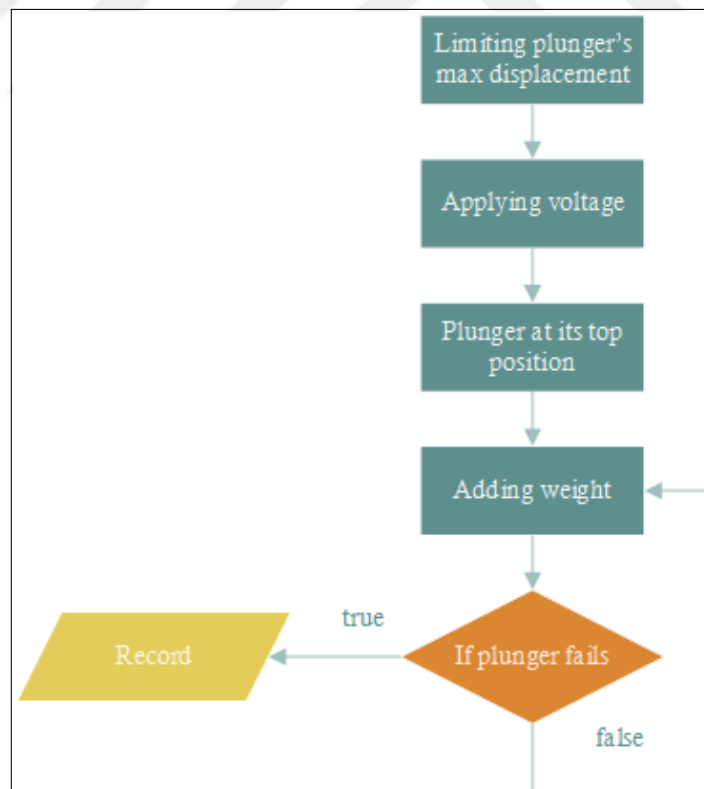 Limiting plunger's
max displacement
Applying voltage
Plunger at its top
position
Adding weight
true
Record
If plunger fails
false